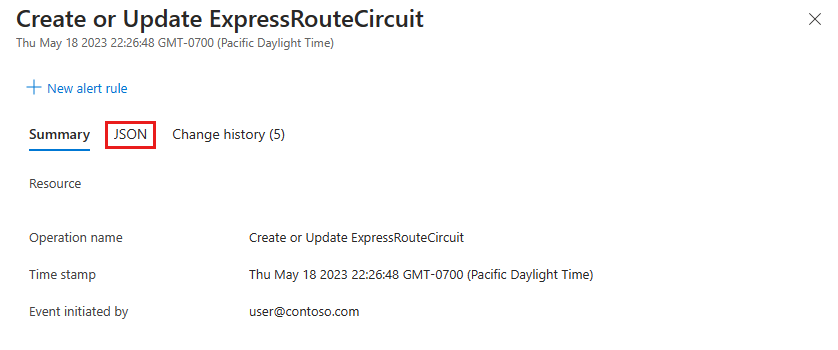 Create or Update ExpressRouteCircuit
Thu May 18 2023 22:26:48 GMT-0700 (Pacific Daylight Time)
New alert rule
Summary JSON Change history (5)
Resource
Operation name Create or Update ExpressRouteCircuit
Time stamp Thu May 18 2023 22:26:48 GMT-0700 (Pacific Daylight Time)
Event initiated by user@contoso.com